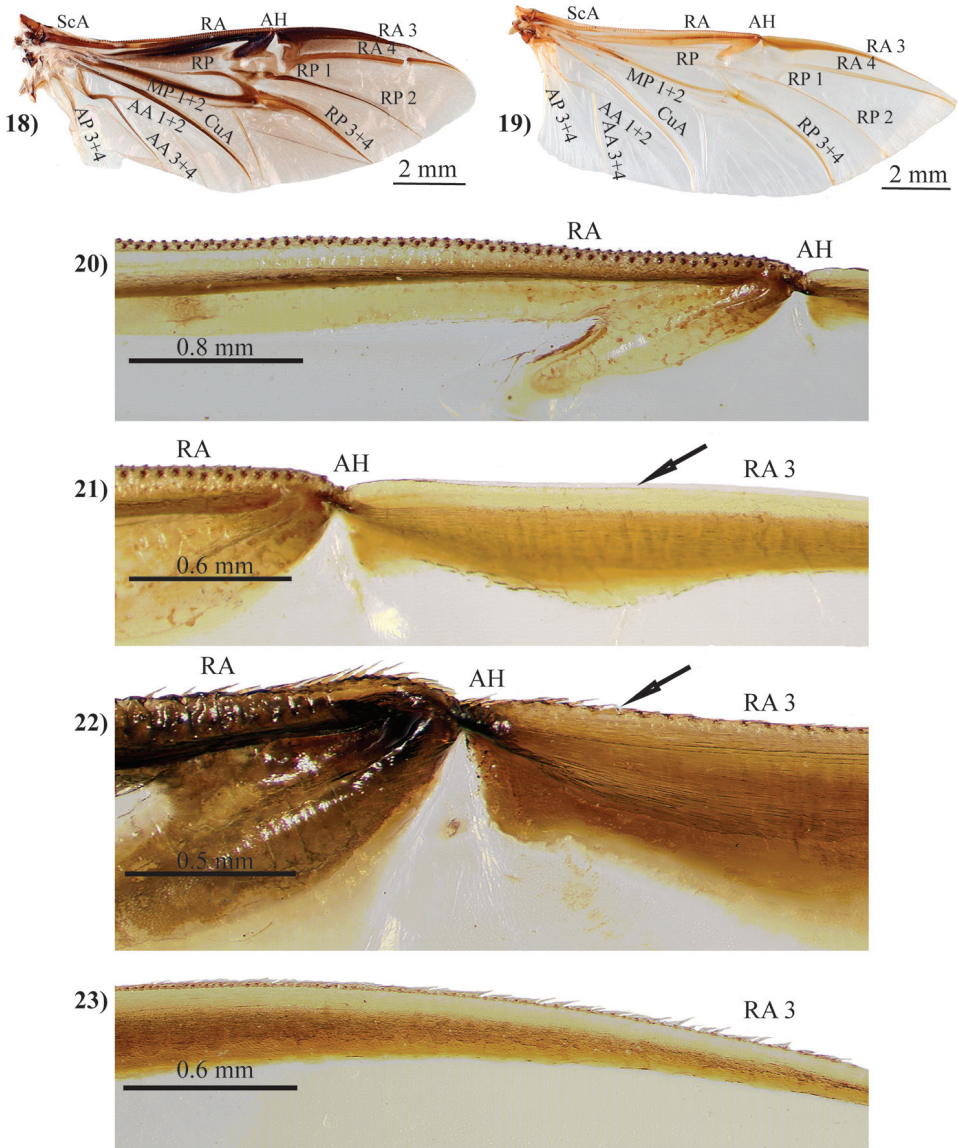 18)
ScA
RA
AH
RA 3
RA 4
RP
RP 1
RP 2
MP 1+2
CuA
RP 3+4
AA 1+2
AA 3+4
AP 3+4
2 mm
19)
ScA
RA
AH
RA 3
RA 4
RP
RP 1
RP 2
MP 1+2
CuA
RP 3+4
AA 1+2
AA 3+4
AP 3+4
2 mm
20)
RA
AH
0.8 mm
21)
RA
AH
RA 3
0.6 mm
22)
RA
AH
RA 3
0.5 mm
23)
RA 3
0.6 mm